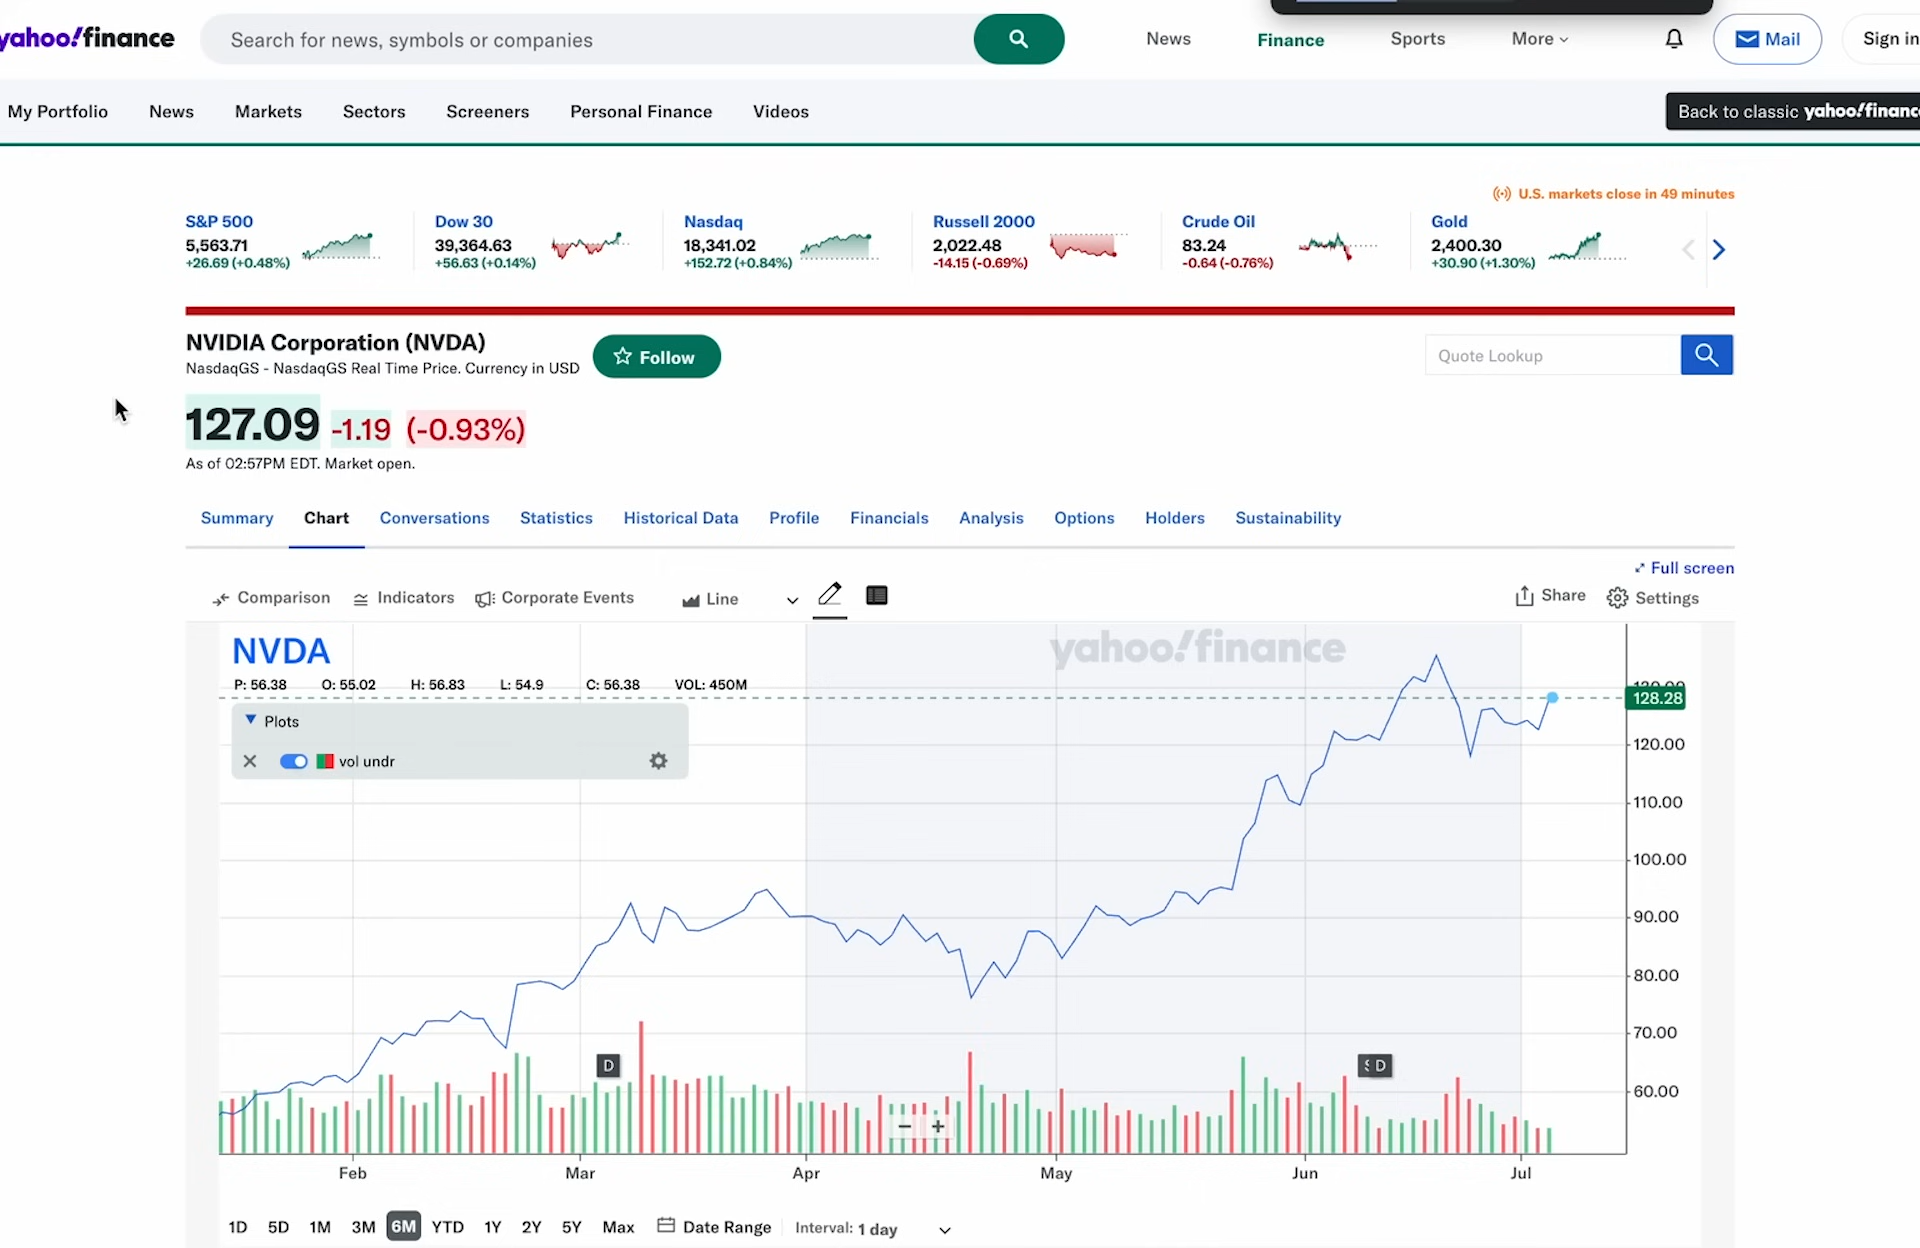 yahoo!finance
Search for news, symbols or companies
News
Finance
Sports
More
Mail
Sign in
My Portfolio
News
Markets
Sectors
Screeners
Personal Finance
Videos
Back to classic yahoo!finance
U.S. markets close in 49 minutes
S&P 500
5,563.71
+26.69 (+0.48%)
Dow 30
39,364.63
+56.63 (+0.14%)
Nasdaq
18,341.02
+152.72 (+0.84%)
Russell 2000
2,022.48
-14.15 (-0.69%)
Crude Oil
83.24
-0.64 (-0.76%)
Gold
2,400.30
+30.90 (+1.30%)
NVIDIA Corporation (NVDA)
NasdaqGS - NasdaqGS Real Time Price. Currency in USD
Follow
Quote Lookup
127.09 -1.19 (-0.93%)
As of 02:57PM EDT. Market open.
Summary
Chart
Conversations
Statistics
Historical Data
Profile
Financials
Analysis
Options
Holders
Sustainability
Full screen
Comparison
Indicators
Corporate Events
Line
Share
Settings
NVDA
yahoo!finance
P: 56.38 O: 55.02 H: 56.83 L: 54.9 C: 56.38 VOL: 450M
Plots
vol undr
128.28
120.00
110.00
100.00
90.00
80.00
70.00
60.00
D
D
Feb Mar Apr May Jun Jul
1D 5D 1M 3M 6M YTD 1Y 2Y 5Y Max Date Range Interval: 1 day